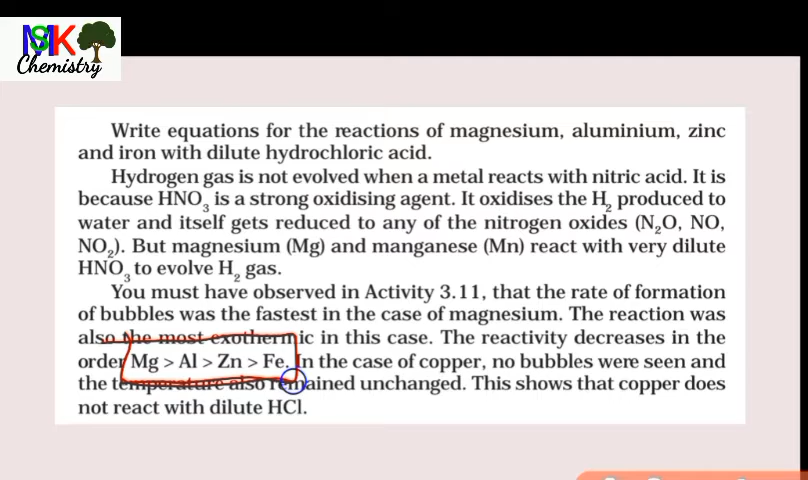 MSK
Chemistry
Write equations for the reactions of magnesium, aluminium, zinc
and iron with dilute hydrochloric acid.
Hydrogen gas is not evolved when a metal reacts with nitric acid. It is
because HNO₃ is a strong oxidising agent. It oxidises the H₂ produced to
water and itself gets reduced to any of the nitrogen oxides (N₂O, NO,
NO₂). But magnesium (Mg) and manganese (Mn) react with very dilute
HNO₃ to evolve H₂ gas.
You must have observed in Activity 3.11, that the rate of formation
of bubbles was the fastest in the case of magnesium. The reaction was
also the most exothermic in this case. The reactivity decreases in the
order Mg > Al > Zn > Fe. In the case of copper, no bubbles were seen and
the temperature also remained unchanged. This shows that copper does
not react with dilute HCl.